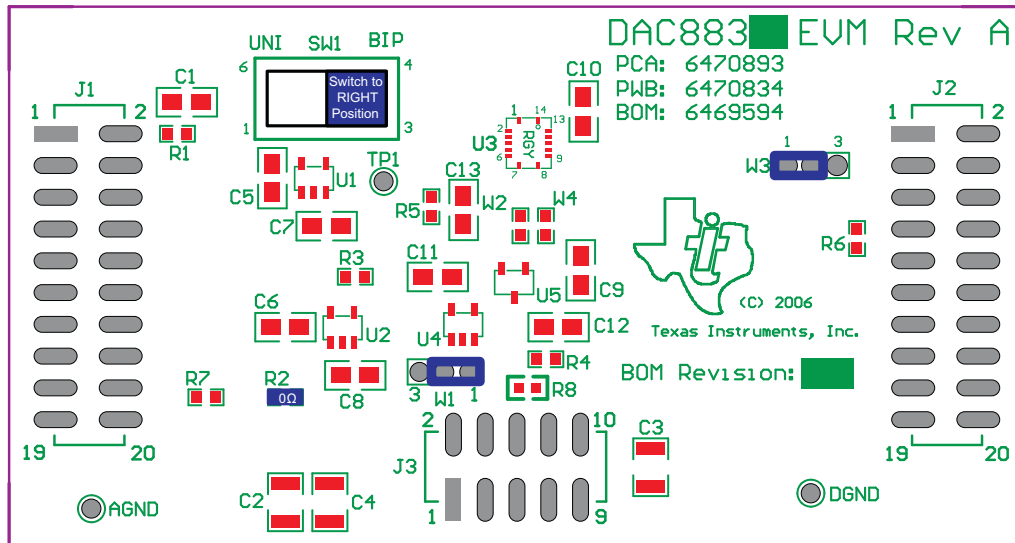 DAC883 EVM Rev A
PCA: 6470893
PWB: 6470834
BOM: 6469594
UNI SW1 BIP
6 4
Switch to
RIGHT
Position
1 3
C10
J1
1 2
C1
R1
J2
1 2
1 14
2 13
U3 RGY
6 9
7 8
1 3
W3
TP1
C5
U1
C13
R5
W2 W4
C7
R6
R3
C11
U5
C9
(C) 2006
Texas Instruments, Inc.
C6
U2
U4
C12
R4
BOM Revision:
C8
3 1
W1
R8
R7
R2
0Ω
2 10
J3
1 9
C3
19 20
19 20
C2 C4
AGND
DGND